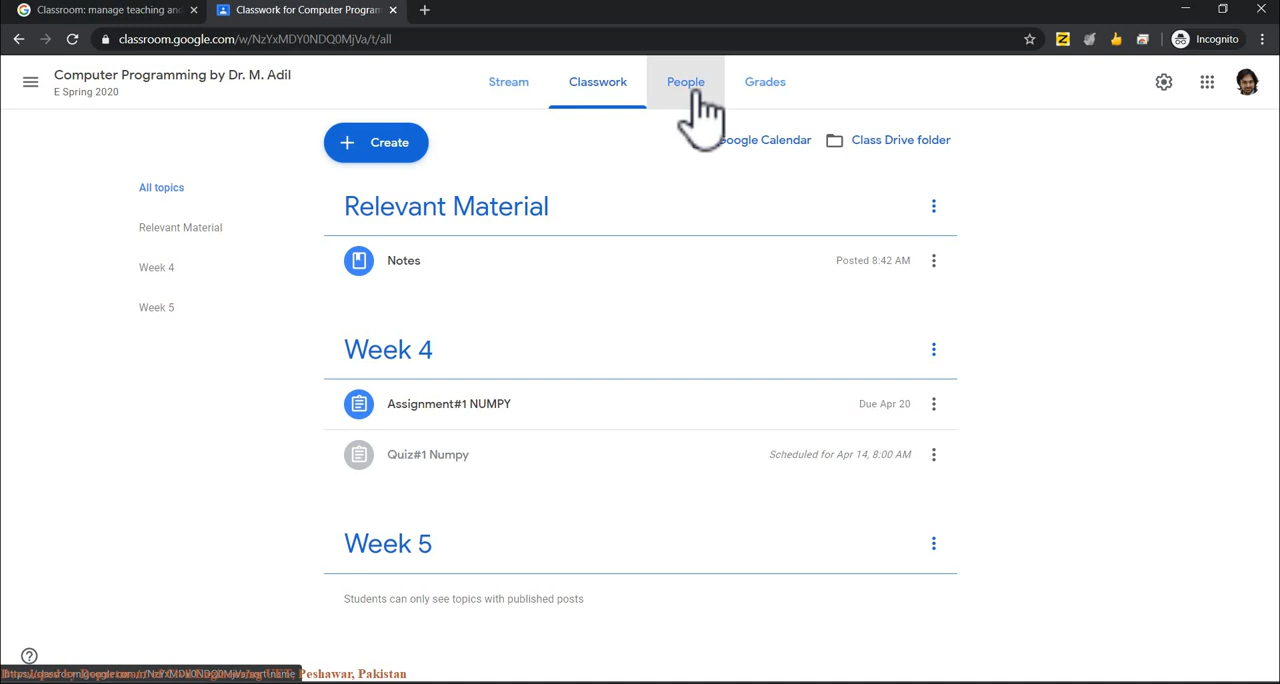 Classroom: manage teaching and
Classwork for Computer Program
classroom.google.com/w/NzYxMDY0NDQ0MjVa/t/all
Incognito
Computer Programming by Dr. M. Adil
E Spring 2020
Stream
Classwork
People
Grades
Create
Google Calendar
Class Drive folder
All topics
Relevant Material
Week 4
Week 5
Relevant Material
Notes
Posted 8:42 AM
Week 4
Assignment#1 NUMPY
Due Apr 20
Quiz#1 Numpy
Scheduled for Apr 14, 8:00 AM
Week 5
Students can only see topics with published posts
Peshawar, Pakistan